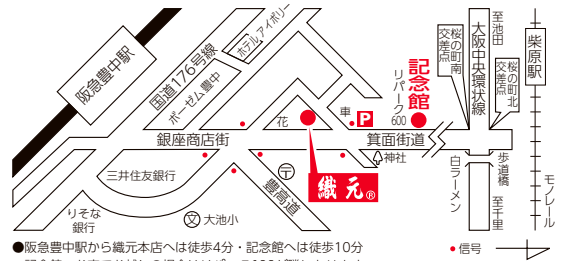 阪急豊中駅
国道176号線
ホテル アイボリー
ボーゼム 豊中
銀座商店街
三井住友銀行
りそな
銀行
文 大池小
豊高道
〒
花
車
P
織元®
記念館
リパーク
600
箕面街道
神社
至池田
大阪中央環状線
桜の町南
交差点
桜の町北
交差点
柴原駅
白ラーメン
歩道橋
至千里
モノレール
●信号
●阪急豊中駅から織元本店へは徒歩4分・記念館へは徒歩10分